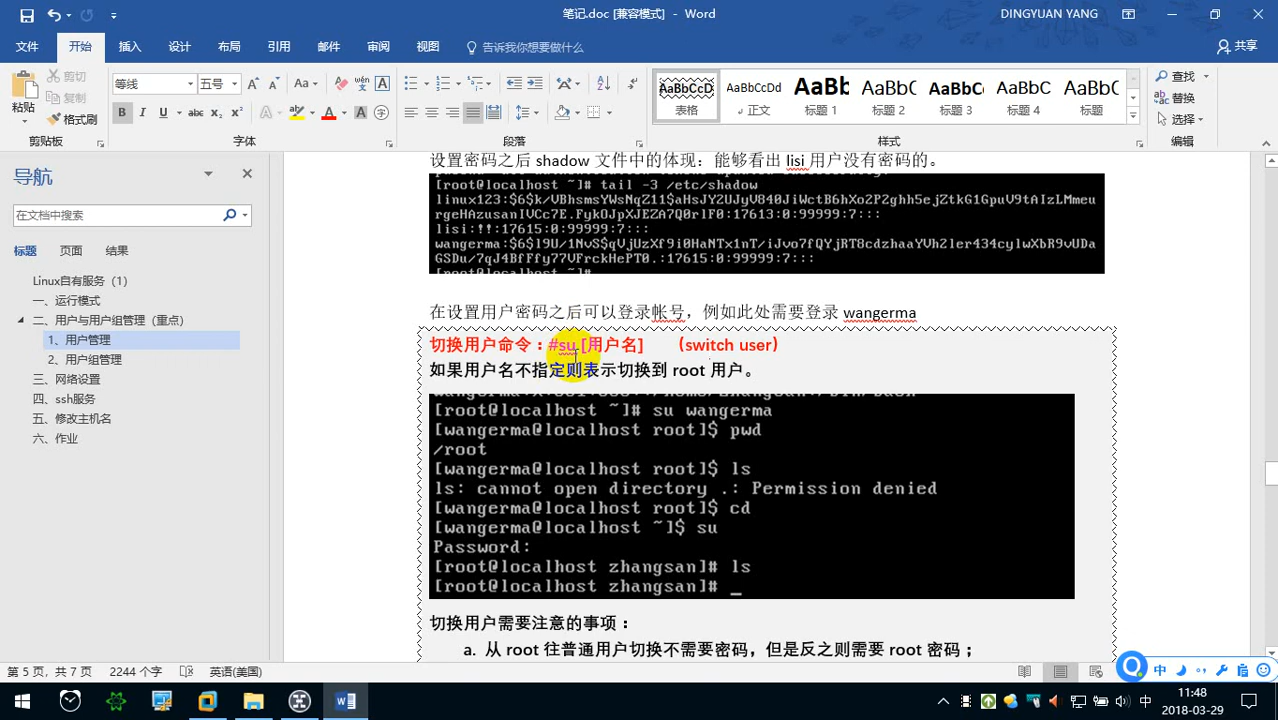 笔记.doc [兼容模式] - Word
DINGYUAN YANG
文件 开始 插入 设计 布局 引用 邮件 审阅 视图 告诉我你想要做什么 共享
粘贴 剪切 复制 格式刷
等线 五号
AaBbCcD AaBbCcDd AaBb AaBbC AaBbC AaBbC AaBbC
表格 正文 标题 1 标题 2 标题 3 标题 4 标题
查找 替换 选择
剪贴板 字体 段落 样式 编辑
导航
在文档中搜索
标题 页面 结果
Linux自有服务（1）
一、运行模式
二、用户与用户组管理（重点）
1、用户管理
2、用户组管理
三、网络设置
四、ssh服务
五、修改主机名
六、作业
设置密码之后 shadow 文件中的体现：能够看出 lisi 用户没有密码的。
[root@localhost ~]# tail -3 /etc/shadow
lisi:!!:17615:0:99999:7:::
[root@localhost ~]#
在设置用户密码之后可以登录帐号，例如此处需要登录 wangerma
切换用户命令：#su [用户名] （switch user）
如果用户名不指定则表示切换到 root 用户。
[root@localhost ~]# su wangerma
[wangerma@localhost root]$ pwd
/root
[wangerma@localhost root]$ ls
ls: cannot open directory .: Permission denied
[wangerma@localhost root]$ cd
[wangerma@localhost ~]$ su
Password:
[root@localhost zhangsan]# ls
[root@localhost zhangsan]# _
切换用户需要注意的事项：
a. 从 root 往普通用户切换不需要密码，但是反之则需要 root 密码；
第 5 页，共 7 页 2244 个字 英语(美国)
中
中 11:48
2018-03-29